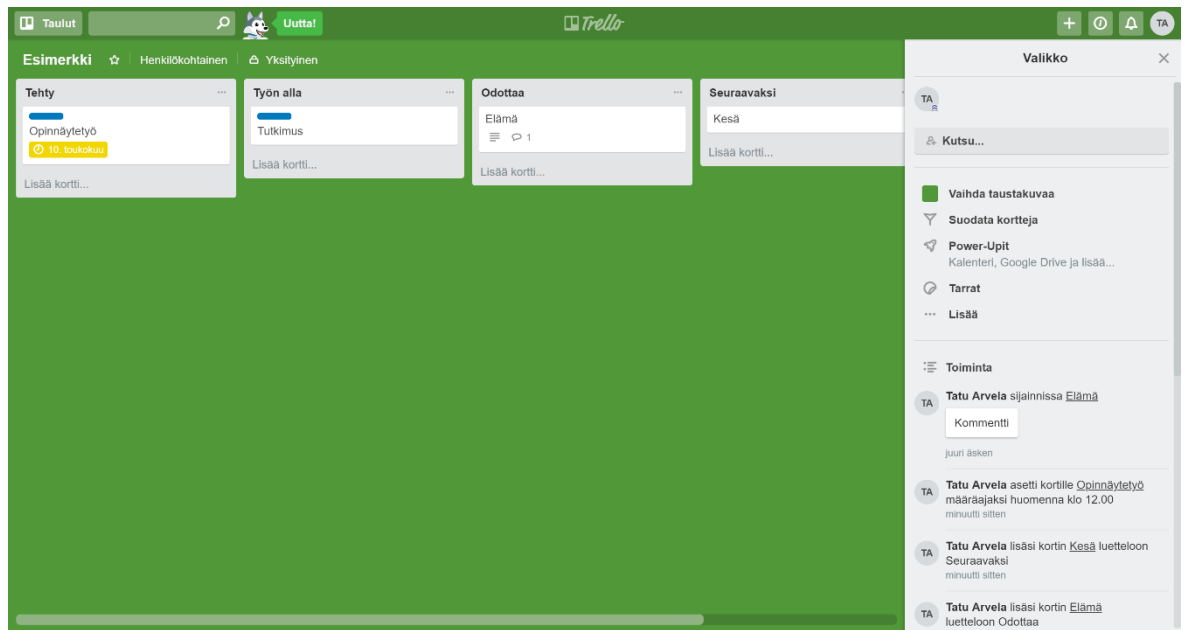 Taulut
Uutta!
Trello
TA
Esimerkki
Henkilökohtainen
Yksityinen
Tehty
Opinnäytetyö
10. toukokuu
Lisää kortti...
Työn alla
Tutkimus
Lisää kortti...
Odottaa
Elämä
1
Lisää kortti...
Seuraavaksi
Kesä
Lisää kortti...
Valikko
TA
Kutsu...
Vaihda taustakuvaa
Suodata kortteja
Power-Upit
Kalenteri, Google Drive ja lisää...
Tarrat
Lisää
Toiminta
TA
Tatu Arvela sijainnissa Elämä
Kommentti
juuri äsken
TA
Tatu Arvela asetti kortille Opinnäytetyö
määräajaksi huomenna klo 12.00
minuutti sitten
TA
Tatu Arvela lisäsi kortin Kesä luetteloon
Seuraavaksi
minuutti sitten
TA
Tatu Arvela lisäsi kortin Elämä
luetteloon Odottaa